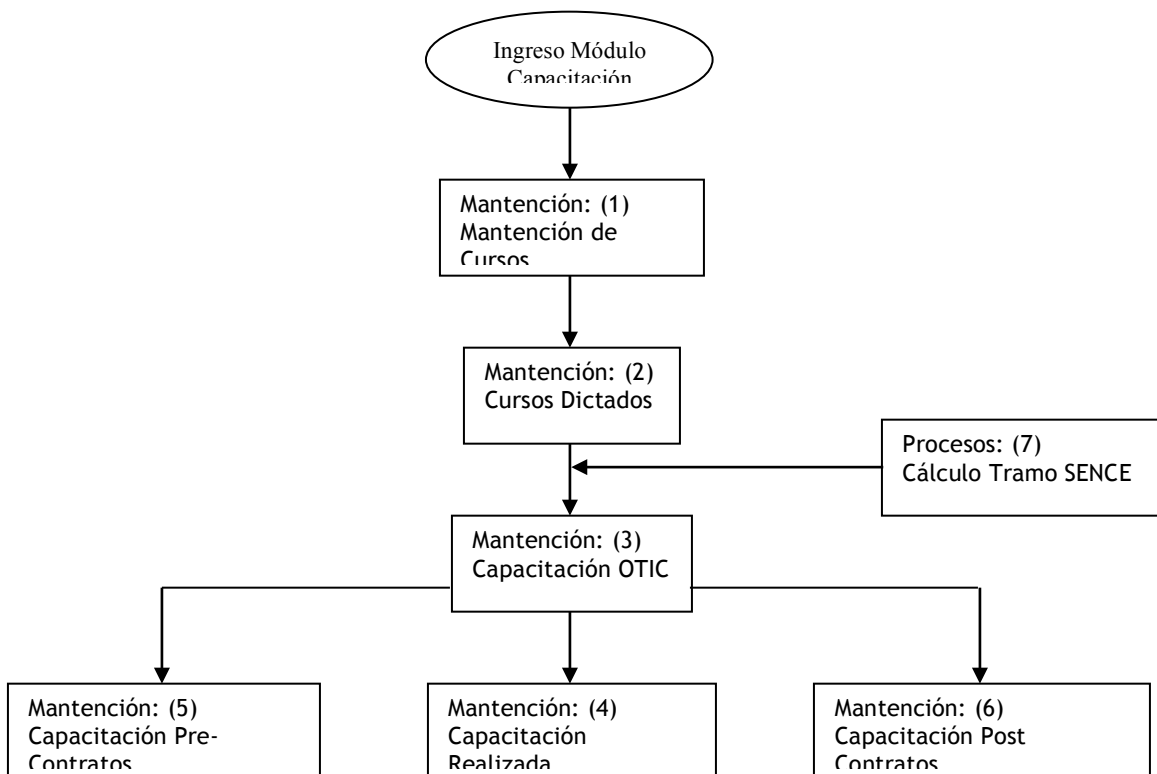 Ingreso Módulo
Capacitación
Mantención: (1)
Mantención de
Cursos
Mantención: (2)
Cursos Dictados
Procesos: (7)
Cálculo Tramo SENCE
Mantención: (3)
Capacitación OTIC
Mantención: (5)
Capacitación Pre-
Contratos
Mantención: (4)
Capacitación
Realizada
Mantención: (6)
Capacitación Post
Contratos